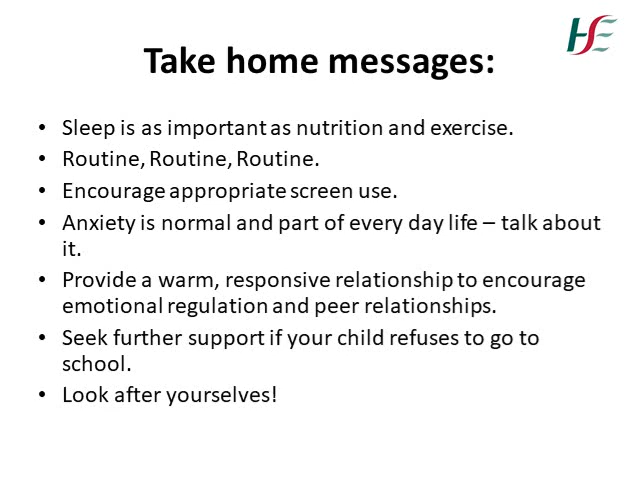 HSE
Take home messages:
• Sleep is as important as nutrition and exercise.
• Routine, Routine, Routine.
• Encourage appropriate screen use.
• Anxiety is normal and part of every day life – talk about
it.
• Provide a warm, responsive relationship to encourage
emotional regulation and peer relationships.
• Seek further support if your child refuses to go to
school.
• Look after yourselves!